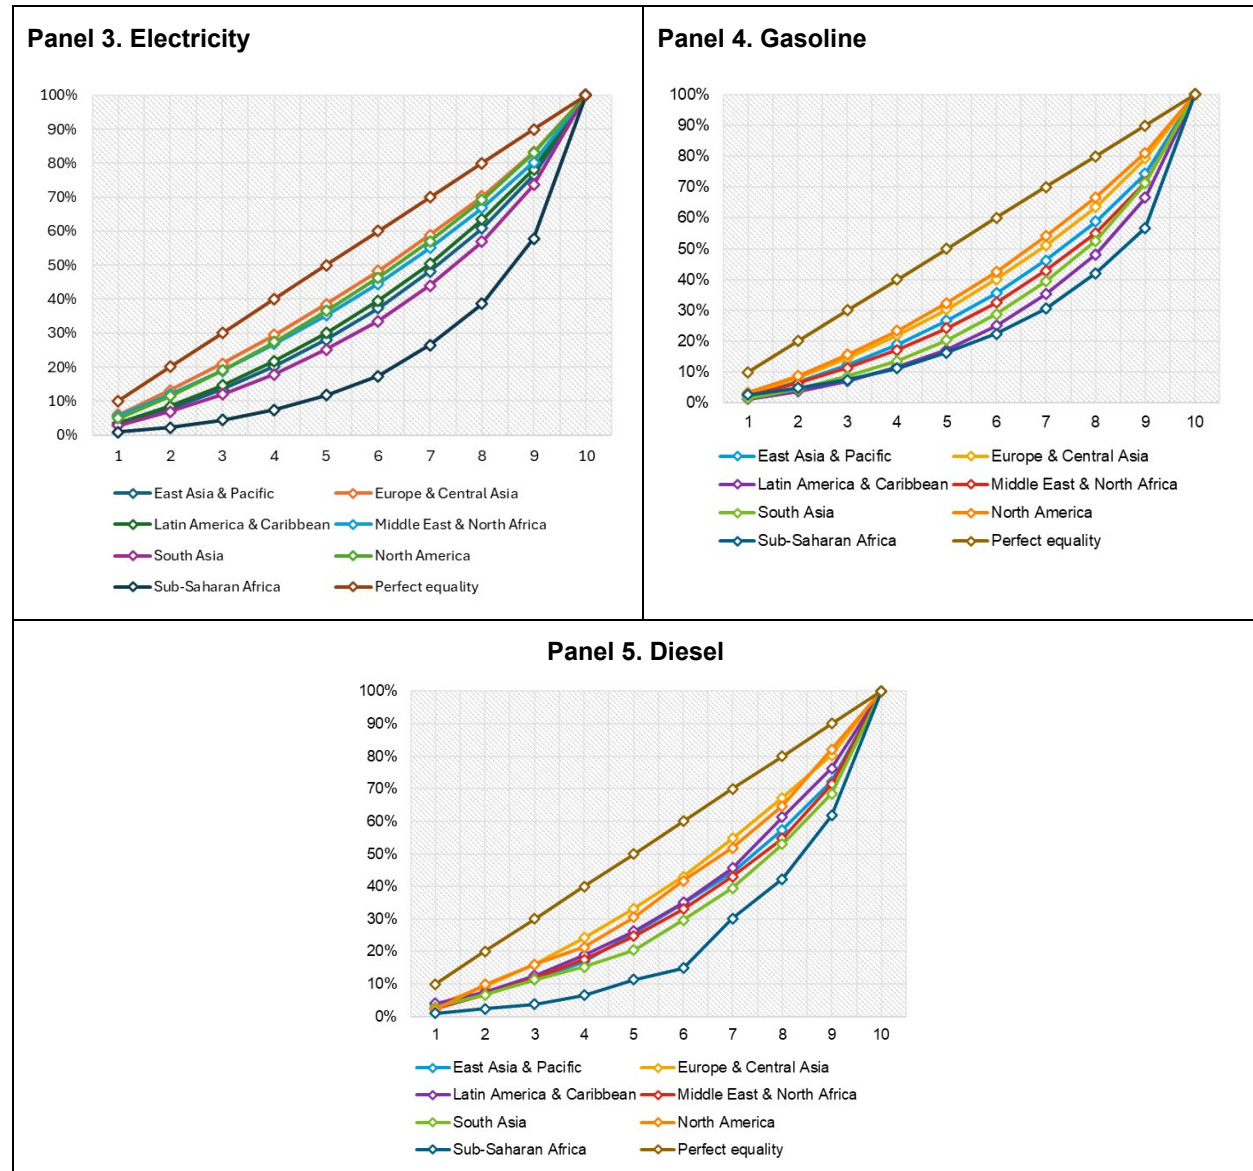 Panel 3. Electricity
100%
90%
80%
70%
60%
50%
40%
30%
20%
10%
0%
1 2 3 4 5 6 7 8 9 10
East Asia & Pacific Europe & Central Asia
Latin America & Caribbean Middle East & North Africa
South Asia North America
Sub-Saharan Africa Perfect equality
Panel 4. Gasoline
100%
90%
80%
70%
60%
50%
40%
30%
20%
10%
0%
1 2 3 4 5 6 7 8 9 10
East Asia & Pacific Europe & Central Asia
Latin America & Caribbean Middle East & North Africa
South Asia North America
Sub-Saharan Africa Perfect equality
Panel 5. Diesel
100%
90%
80%
70%
60%
50%
40%
30%
20%
10%
0%
1 2 3 4 5 6 7 8 9 10
East Asia & Pacific Europe & Central Asia
Latin America & Caribbean Middle East & North Africa
South Asia North America
Sub-Saharan Africa Perfect equality